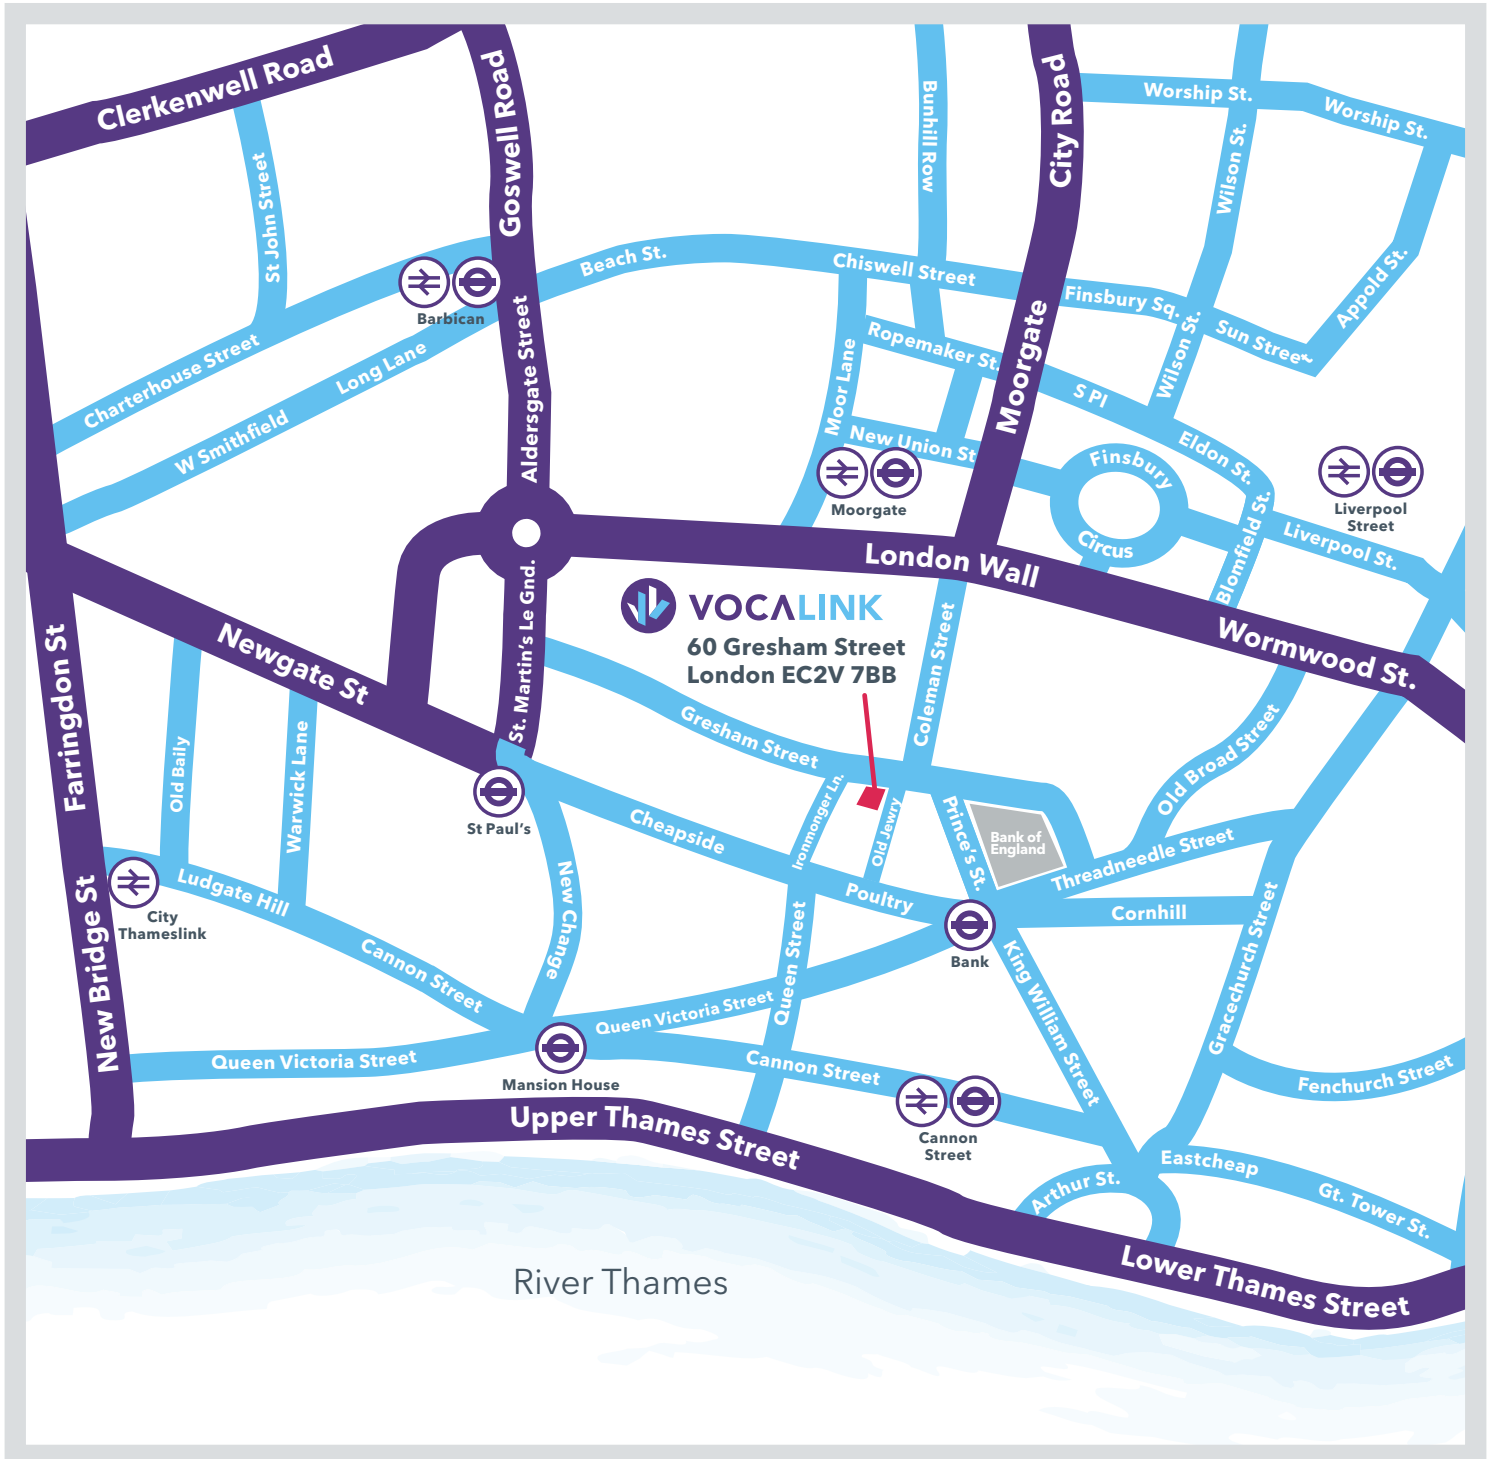 Clerkenwell Road
Goswell Road
Bunhill Row
City Road
Worship St.
Worship St.
Wilson St.
St John Street
Beach St.
Chiswell Street
Finsbury Sq.
Sun Street
Appold St.
Barbican
Charterhouse Street
Long Lane
W Smithfield
Aldersgate Street
Ropemaker St.
Moor Lane
Moorgate
Wilson St.
S Pl
Eldon St.
New Union St
Finsbury
Circus
Moorgate
Liverpool
Street
Liverpool St.
Blomfield St.
London Wall
Wormwood St.
VOCALINK
60 Gresham Street
London EC2V 7BB
Farringdon St
Newgate St
St. Martin's Le Gnd.
Coleman Street
Gresham Street
Old Broad Street
Old Baily
Warwick Lane
St Paul's
Cheapside
Ironmonger Ln.
Old Jewry
Prince's St.
Bank of
England
Threadneedle Street
Poultry
Cornhill
New Bridge St
City
Thameslink
Ludgate Hill
Cannon Street
New Change
Queen Street
Bank
King William Street
Gracechurch Street
Queen Victoria Street
Queen Victoria Street
Mansion House
Cannon Street
Cannon
Street
Fenchurch Street
Upper Thames Street
Arthur St.
Eastcheap
Gt. Tower St.
Lower Thames Street
River Thames